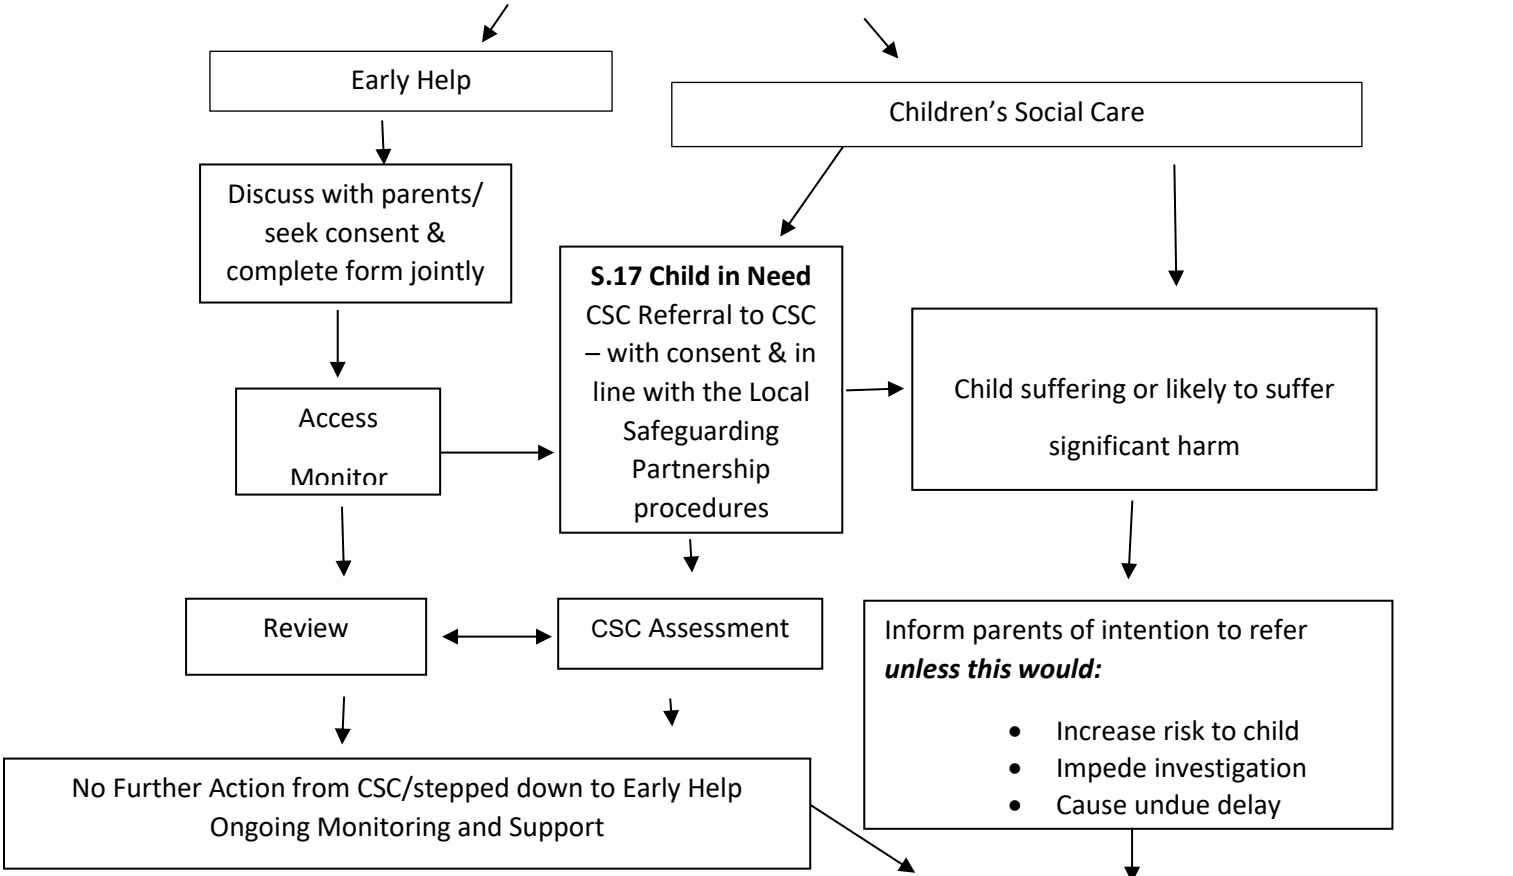 Early Help
Children’s Social Care
Discuss with parents/
seek consent &
complete form jointly
S.17 Child in Need
CSC Referral to CSC
– with consent & in
line with the Local
Safeguarding
Partnership
procedures
Child suffering or likely to suffer
significant harm
Access
Monitor
Review
CSC Assessment
Inform parents of intention to refer
unless this would:
• Increase risk to child
• Impede investigation
• Cause undue delay
No Further Action from CSC/stepped down to Early Help
Ongoing Monitoring and Support